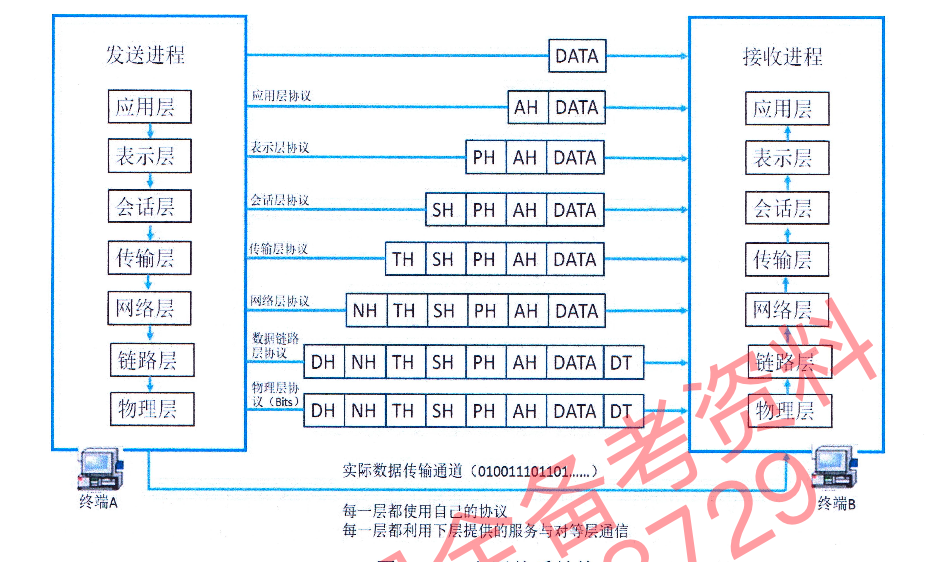 发送进程
DATA
接收进程
应用层
应用层协议
AH DATA
应用层
表示层
表示层协议
PH AH DATA
表示层
会话层
会话层协议
SH PH AH DATA
会话层
传输层
传输层协议
TH SH PH AH DATA
传输层
网络层
网络层协议
NH TH SH PH AH DATA
网络层
链路层
数据链路
层协议
DH NH TH SH PH AH DATA DT
链路层
物理层
物理层协
议（Bits）
DH NH TH SH PH AH DATA DT
物理层
终端A
实际数据传输通道（010011101101……）
终端B
每一层都使用自己的协议
每一层都利用下层提供的服务与对等层通信
备考资料
3729